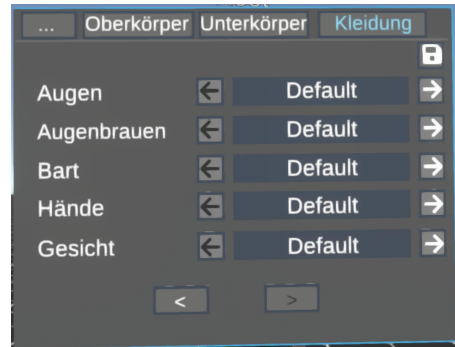 ... Oberkörper Unterkörper Kleidung
Augen Default
Augenbrauen Default
Bart Default
Hände Default
Gesicht Default
< >